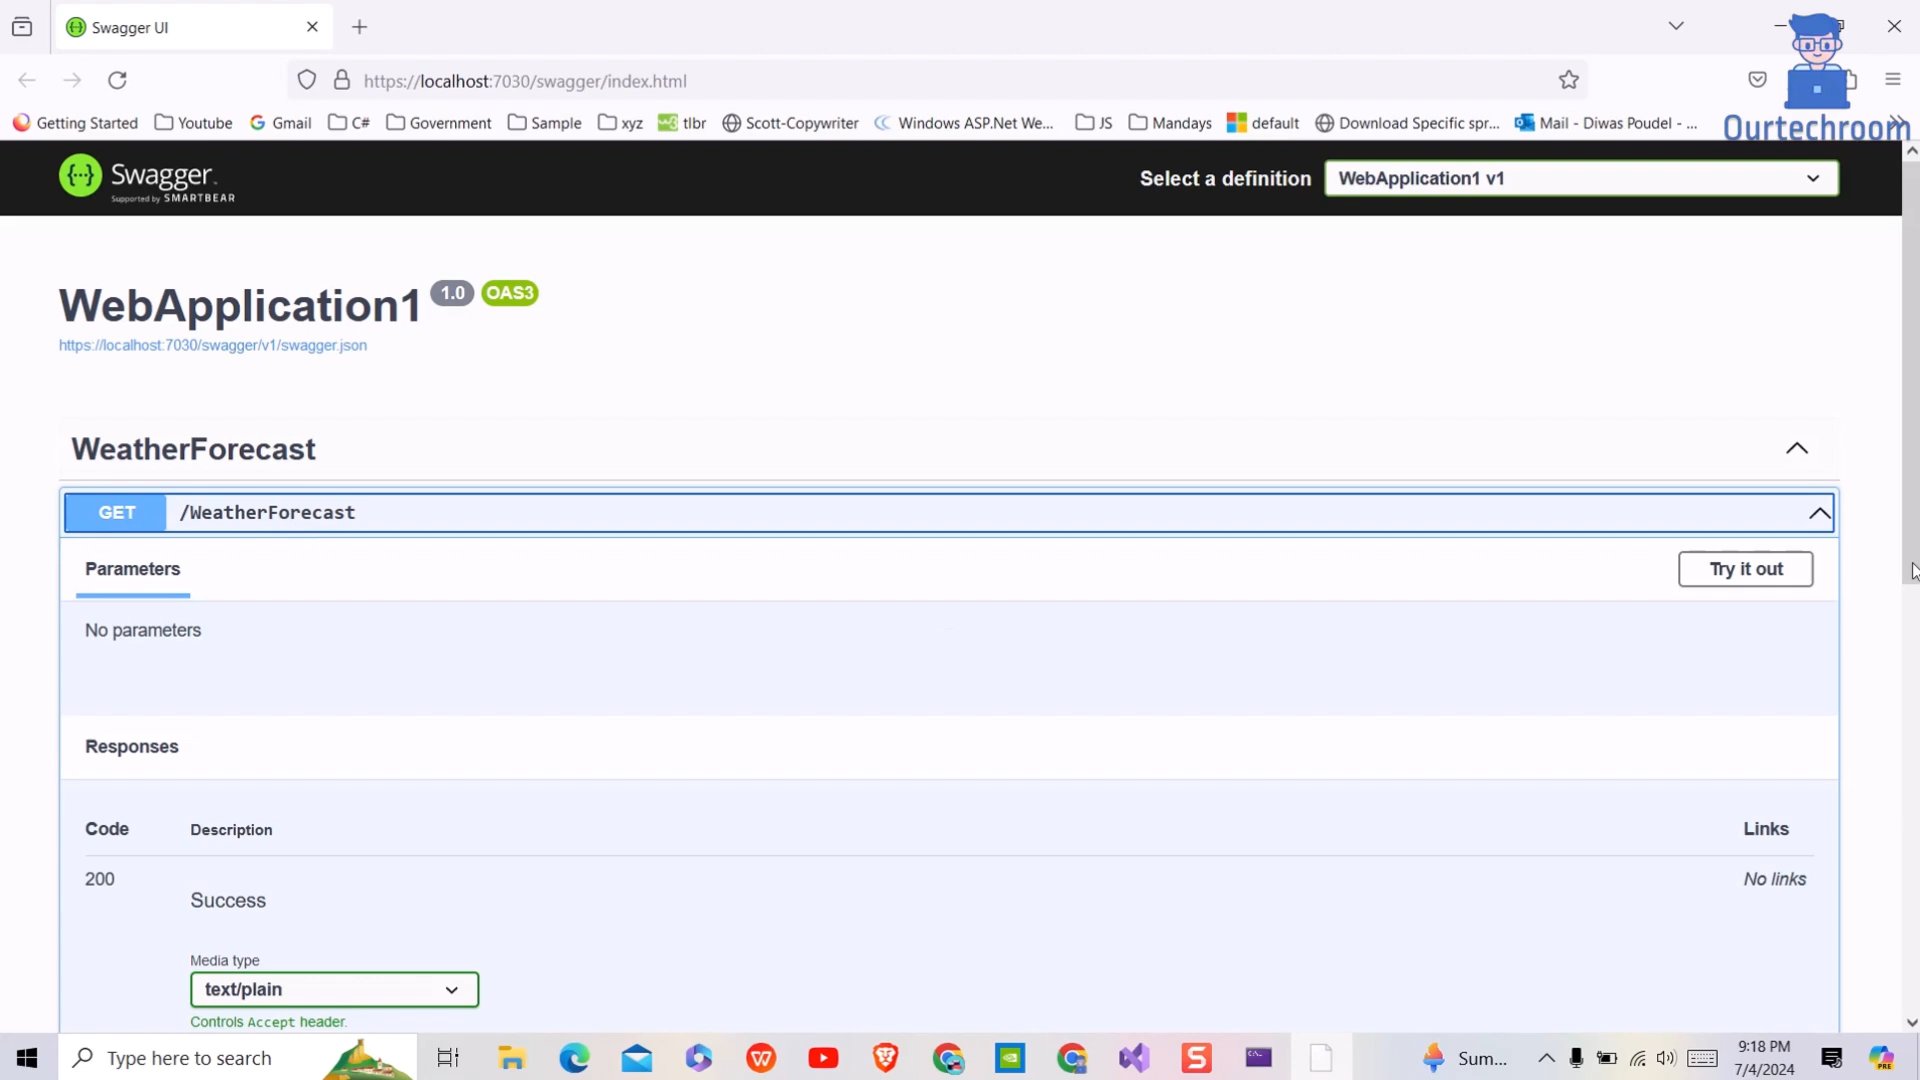 Swagger UI
https://localhost:7030/swagger/index.html
Getting Started Youtube Gmail C# Government Sample xyz tlbr Scott-Copywriter Windows ASP.Net We... JS Mandays default Download Specific spr... Mail - Diwas Poudel - ...
Ourtechroom
Swagger
Supported by SMARTBEAR
Select a definition WebApplication1 v1
WebApplication1 1.0 OAS3
https://localhost:7030/swagger/v1/swagger.json
WeatherForecast
GET /WeatherForecast
Parameters Try it out
No parameters
Responses
Code Description Links
200 No links
Success
Media type
text/plain
Controls Accept header.
Type here to search Sum... 9:18 PM
7/4/2024